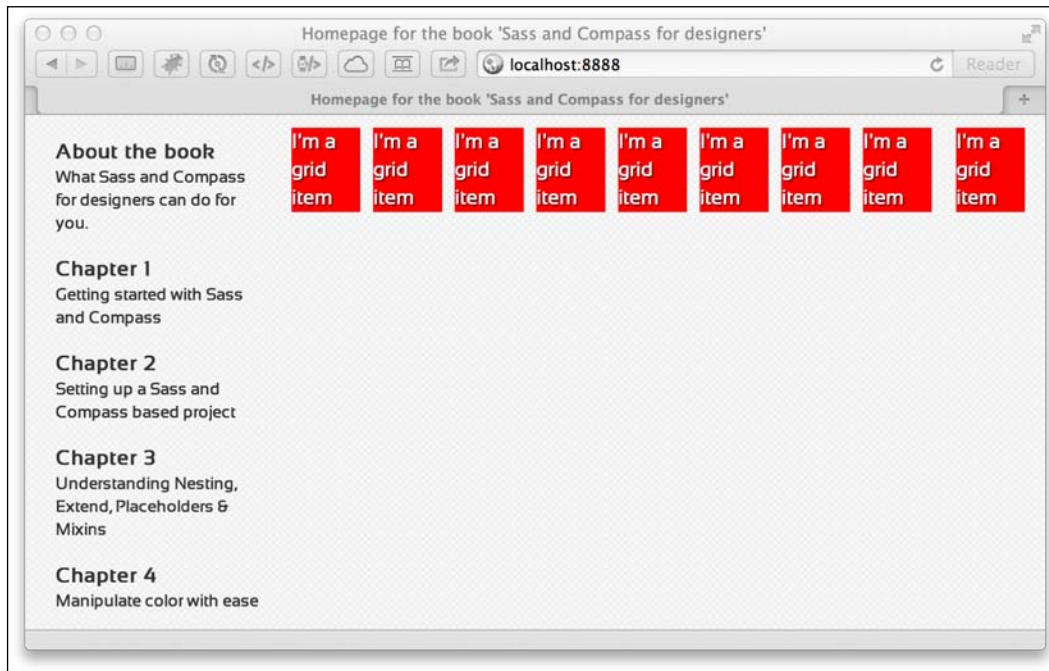 Homepage for the book 'Sass and Compass for designers'
localhost:8888
Reader
Homepage for the book 'Sass and Compass for designers'
+
About the book
What Sass and Compass
for designers can do for
you.
Chapter 1
Getting started with Sass
and Compass
Chapter 2
Setting up a Sass and
Compass based project
Chapter 3
Understanding Nesting,
Extend, Placeholders &
Mixins
Chapter 4
Manipulate color with ease
I'm a
grid
item
I'm a
grid
item
I'm a
grid
item
I'm a
grid
item
I'm a
grid
item
I'm a
grid
item
I'm a
grid
item
I'm a
grid
item
I'm a
grid
item